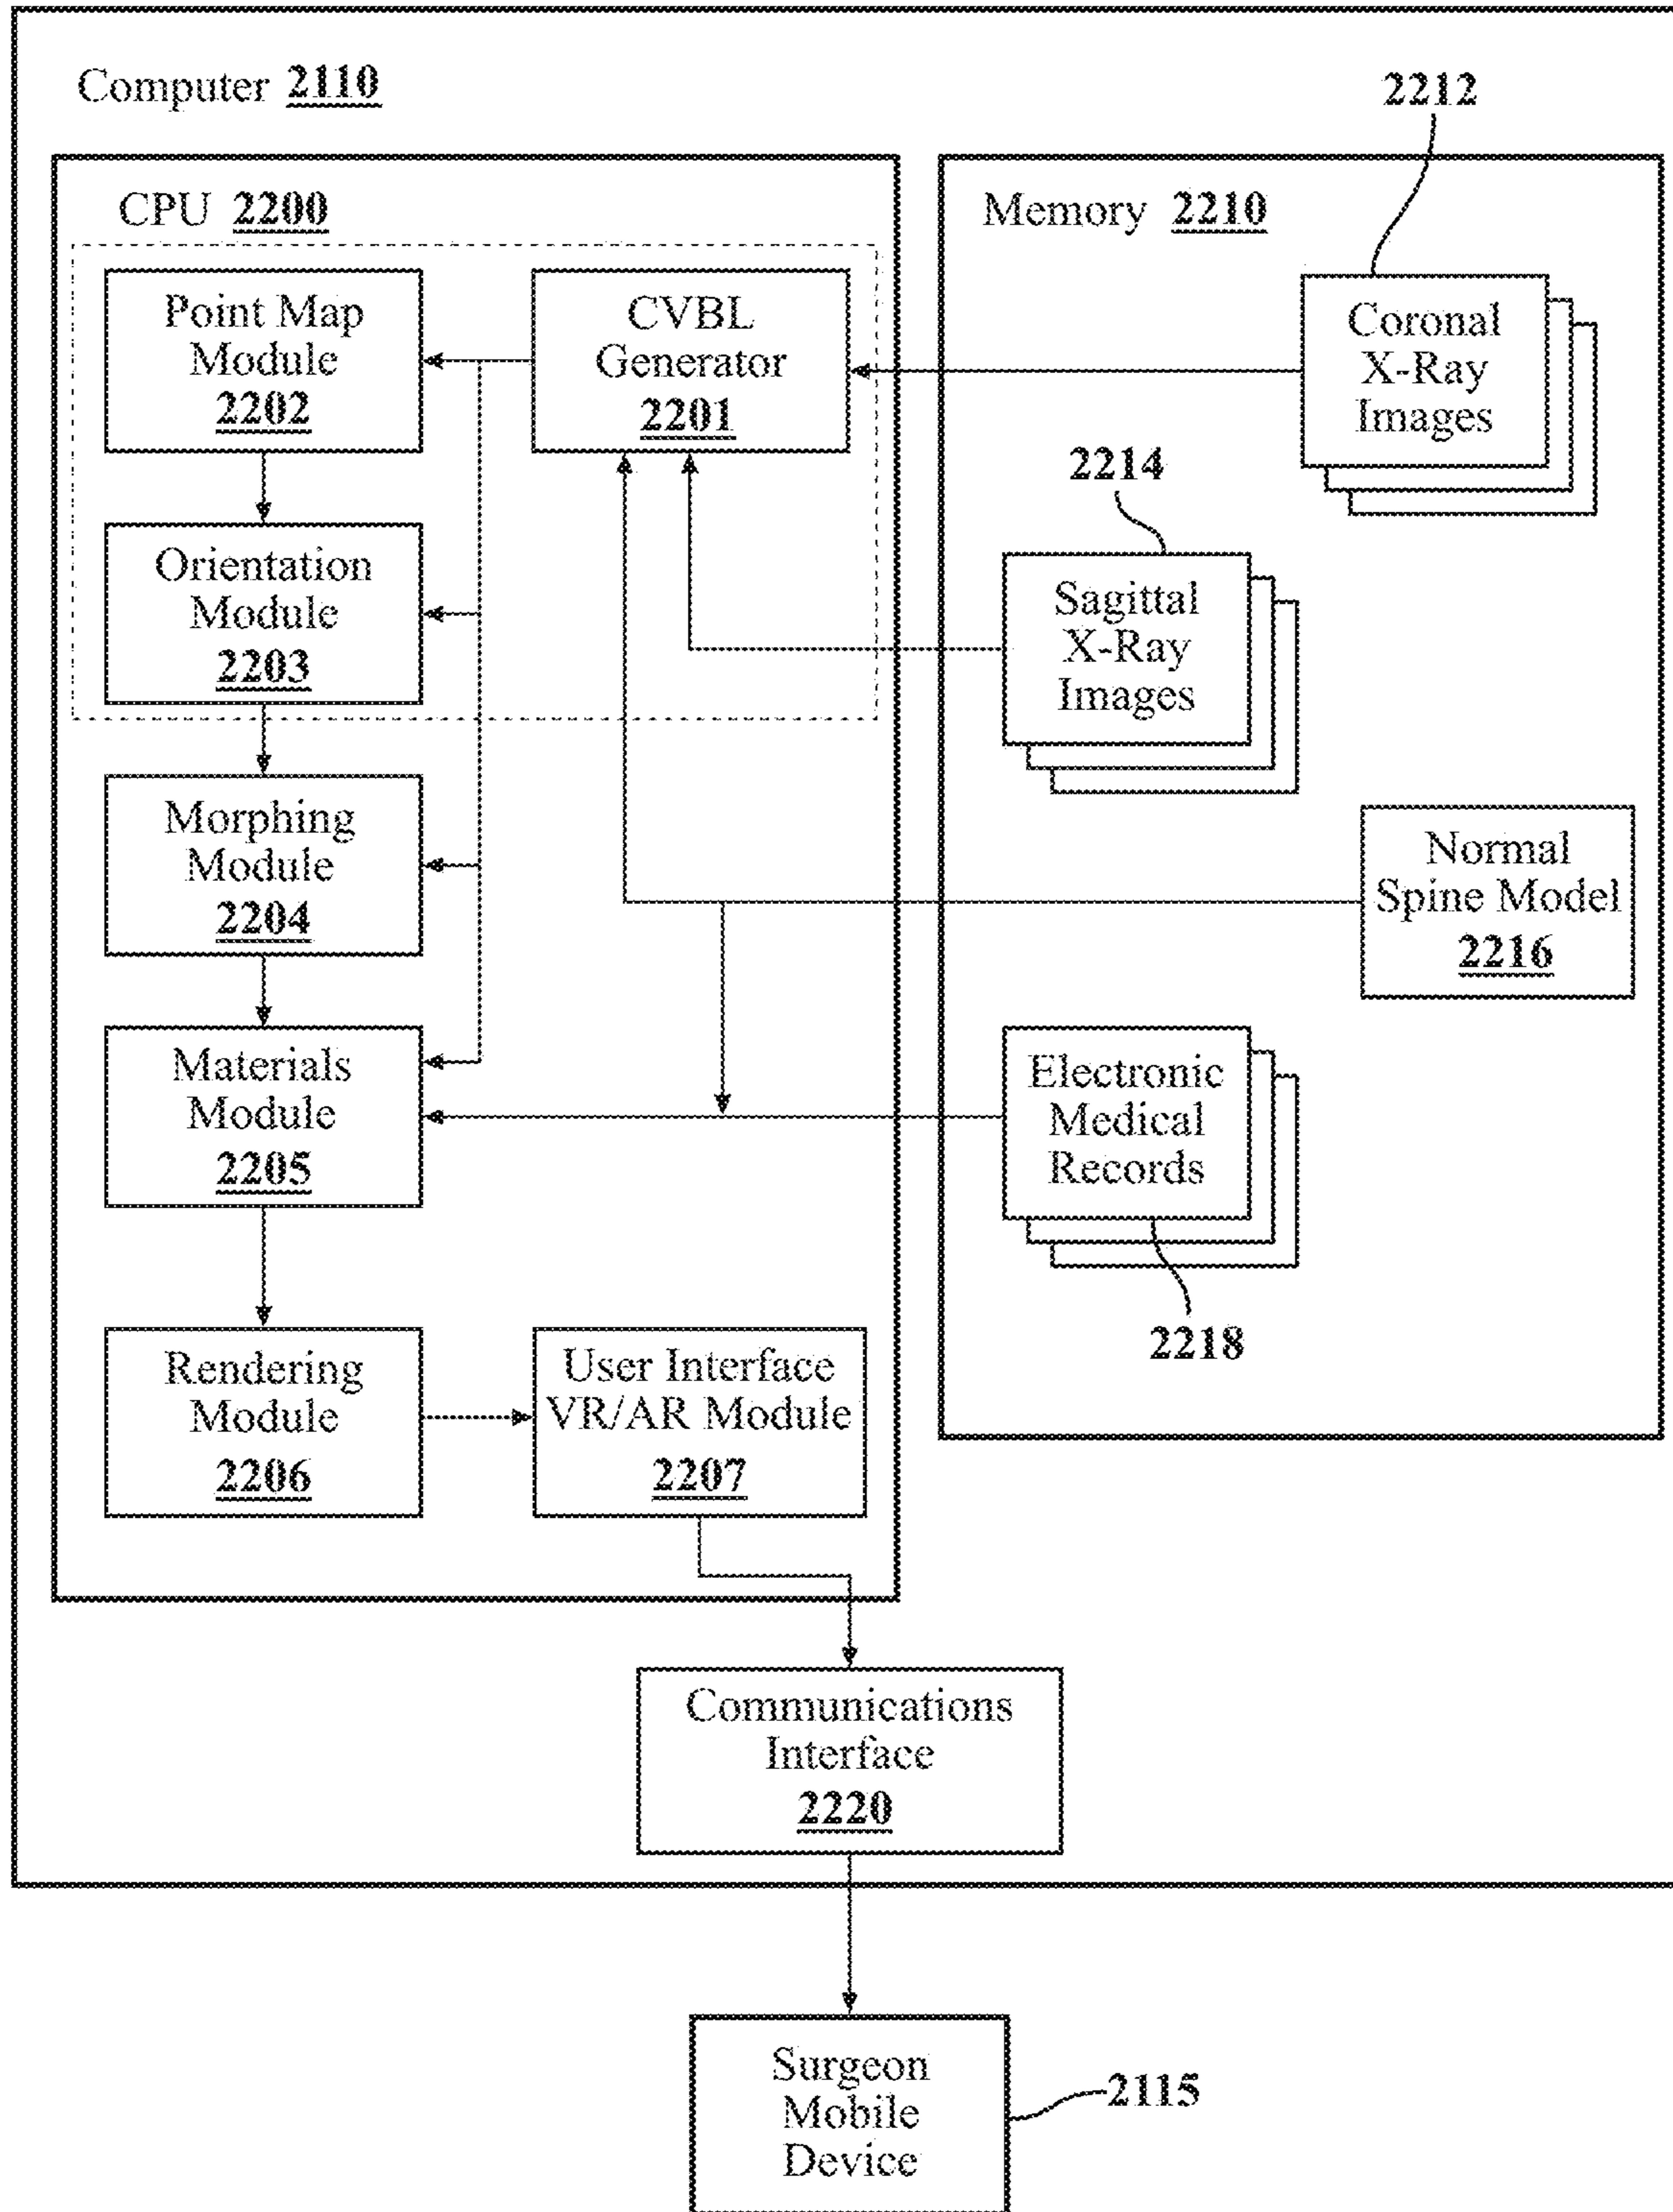 Computer 2110
2212
CPU 2200
Memory 2210
Point Map
Module
2202
CVBL
Generator
2201
Coronal
X-Ray
Images
2214
Orientation
Module
2203
Sagittal
X-Ray
Images
Morphing
Module
2204
Normal
Spine Model
2216
Materials
Module
2205
Electronic
Medical
Records
2218
Rendering
Module
2206
User Interface
VR/AR Module
2207
Communications
Interface
2220
Surgeon
Mobile
Device
2115